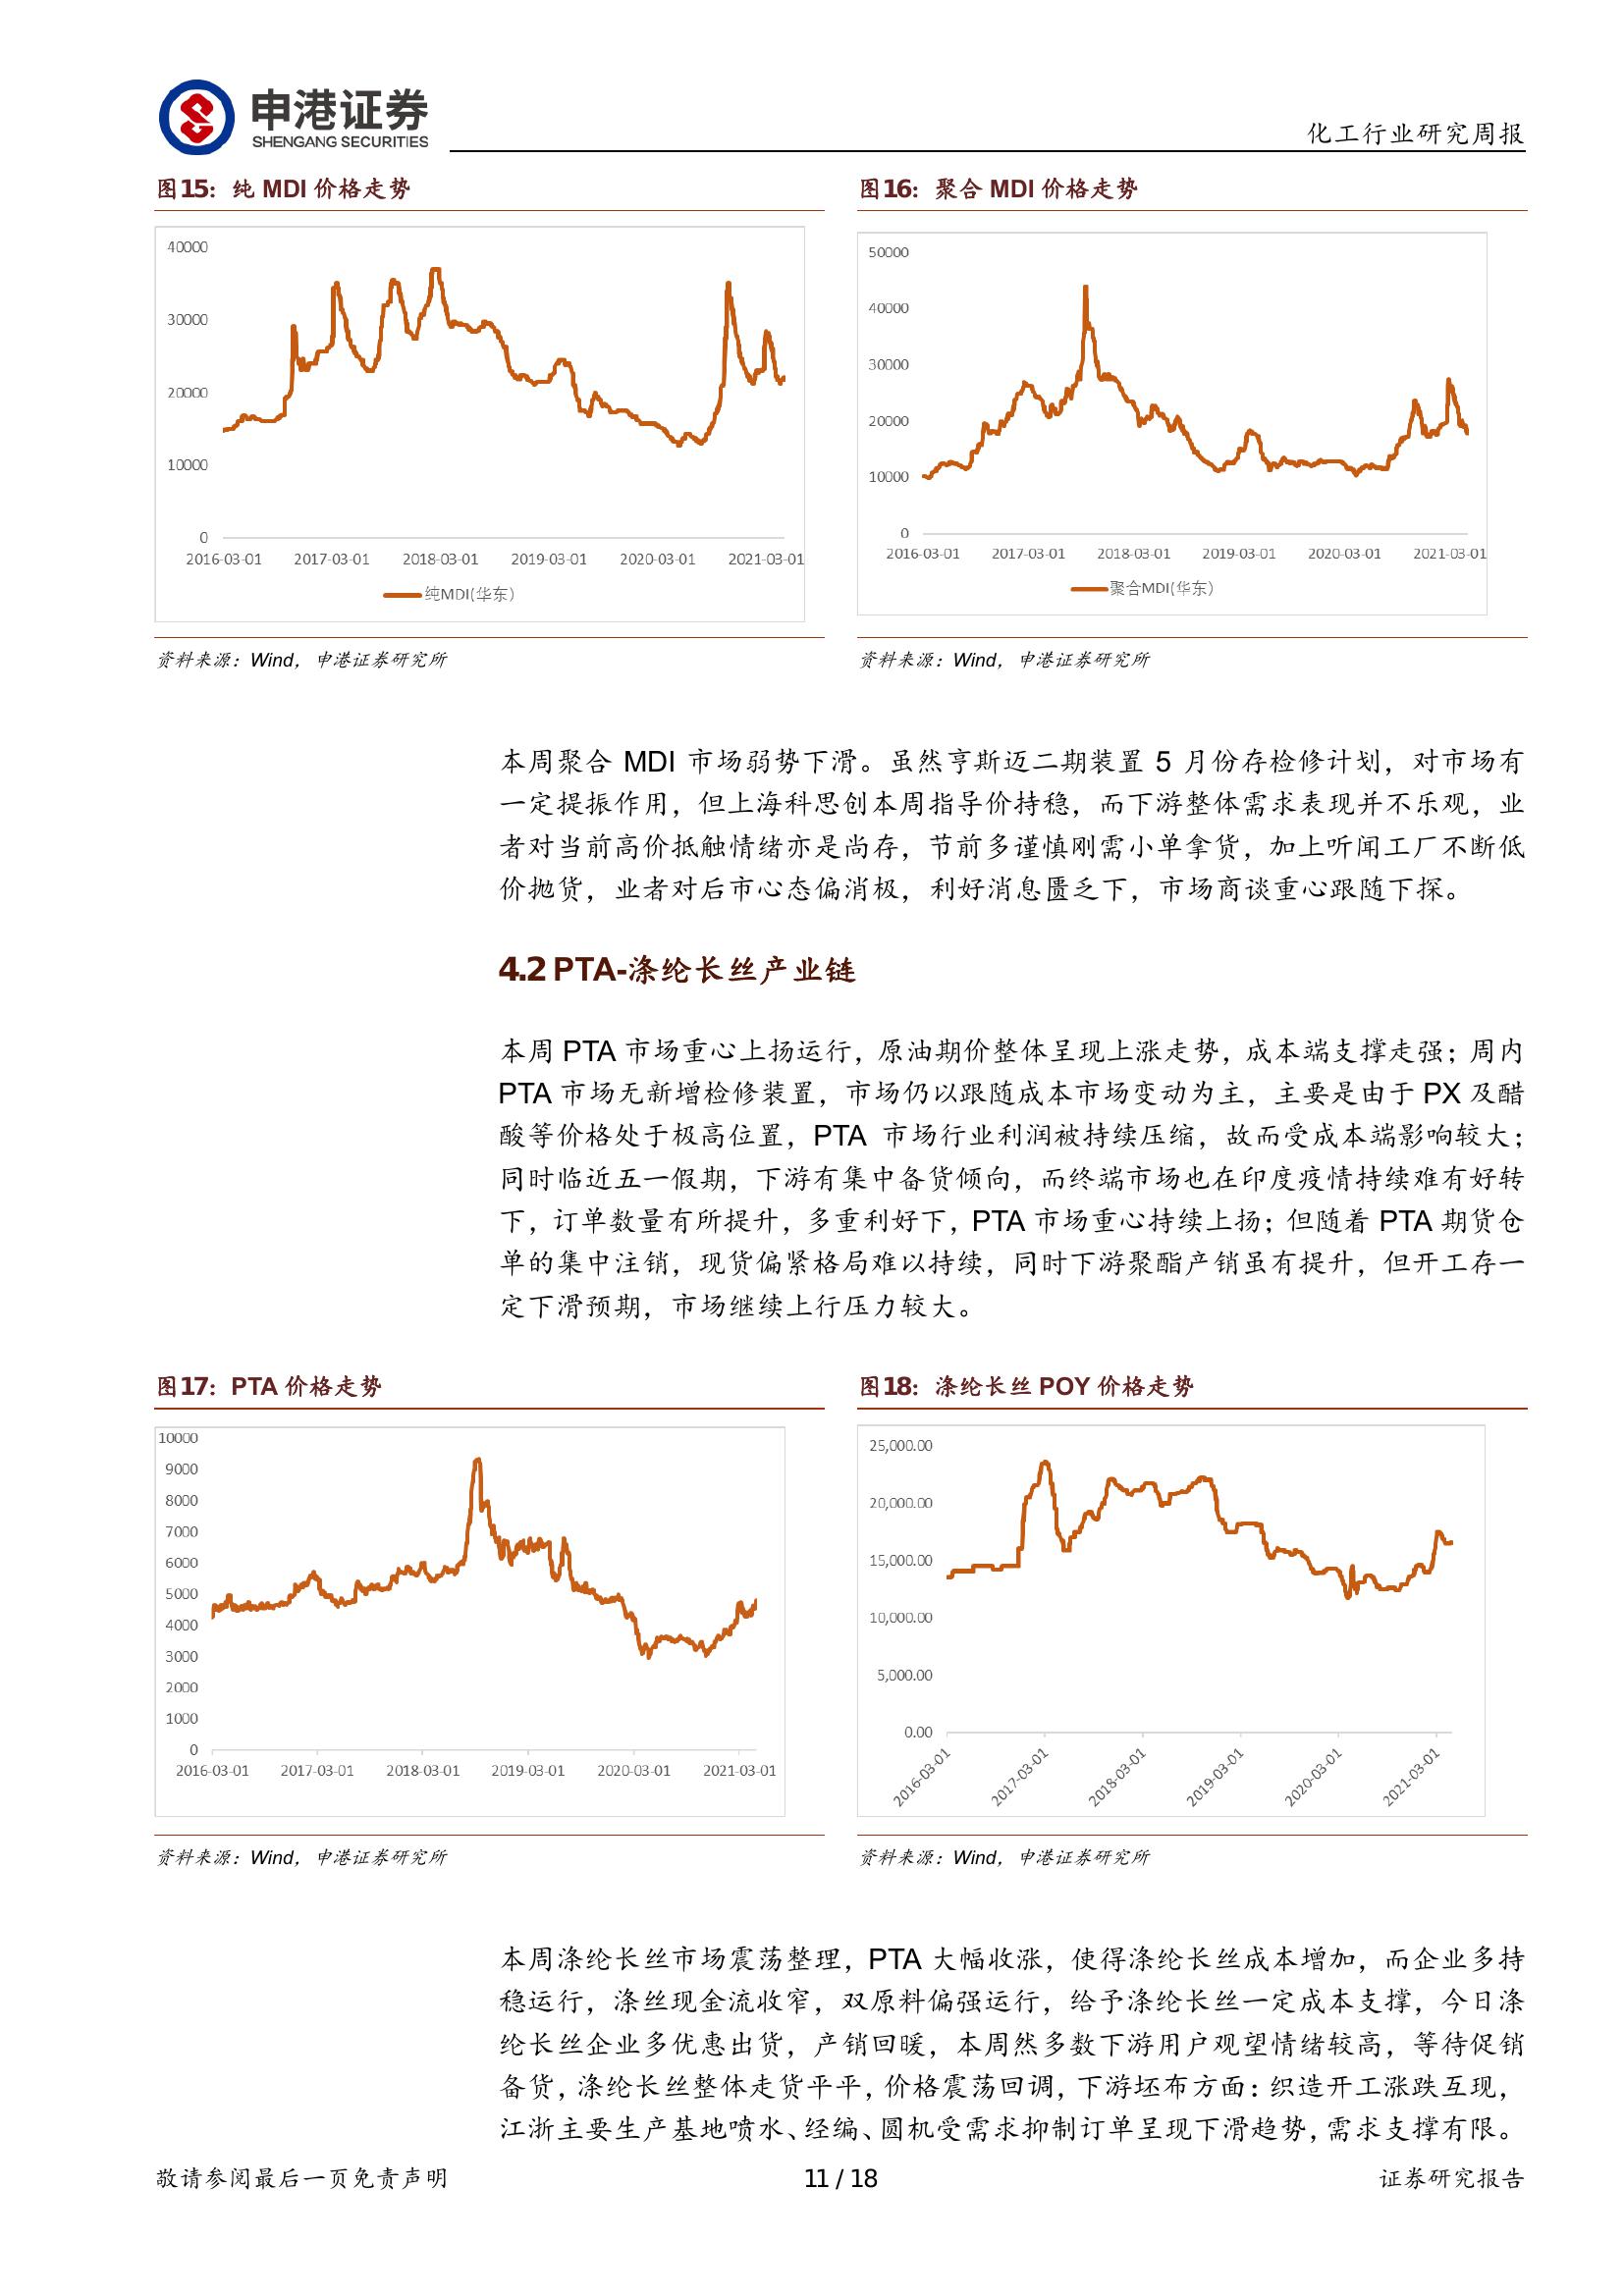 申港证券
SHENGANG SECURITIES
化工行业研究周报
图15：纯 MDI 价格走势
40000
30000
20000
10000
0
2016-03-01 2017-03-01 2018-03-01 2019-03-01 2020-03-01 2021-03-01
纯MDI(华东）
资料来源：Wind，申港证券研究所
图16：聚合 MDI 价格走势
50000
40000
30000
20000
10000
0
2016-03-01 2017-03-01 2018-03-01 2019-03-01 2020-03-01 2021-03-01
聚合MDI(华东）
资料来源：Wind，申港证券研究所
本周聚合 MDI 市场弱势下滑。虽然亨斯迈二期装置 5 月份存检修计划，对市场有
一定提振作用，但上海科思创本周指导价持稳，而下游整体需求表现并不乐观，业
者对当前高价抵触情绪亦是尚存，节前多谨慎刚需小单拿货，加上听闻工厂不断低
价抛货，业者对后市心态偏消极，利好消息匮乏下，市场商谈重心跟随下探。
4.2 PTA-涤纶长丝产业链
本周 PTA 市场重心上扬运行，原油期价整体呈现上涨走势，成本端支撑走强；周内
PTA 市场无新增检修装置，市场仍以跟随成本市场变动为主，主要是由于 PX 及醋
酸等价格处于极高位置，PTA 市场行业利润被持续压缩，故而受成本端影响较大；
同时临近五一假期，下游有集中备货倾向，而终端市场也在印度疫情持续难有好转
下，订单数量有所提升，多重利好下，PTA 市场重心持续上扬；但随着 PTA 期货仓
单的集中注销，现货偏紧格局难以持续，同时下游聚酯产销虽有提升，但开工存一
定下滑预期，市场继续上行压力较大。
图17：PTA 价格走势
10000
9000
8000
7000
6000
5000
4000
3000
2000
1000
0
2016-03-01 2017-03-01 2018-03-01 2019-03-01 2020-03-01 2021-03-01
资料来源：Wind，申港证券研究所
图18：涤纶长丝 POY 价格走势
25,000.00
20,000.00
15,000.00
10,000.00
5,000.00
0.00
2016-03-01 2017-03-01 2018-03-01 2019-03-01 2020-03-01 2021-03-01
资料来源：Wind，申港证券研究所
本周涤纶长丝市场震荡整理，PTA 大幅收涨，使得涤纶长丝成本增加，而企业多持
稳运行，涤丝现金流收窄，双原料偏强运行，给予涤纶长丝一定成本支撑，今日涤
纶长丝企业多优惠出货，产销回暖，本周然多数下游用户观望情绪较高，等待促销
备货，涤纶长丝整体走货平平，价格震荡回调，下游坯布方面：织造开工涨跌互现，
江浙主要生产基地喷水、经编、圆机受需求抑制订单呈现下滑趋势，需求支撑有限。
敬请参阅最后一页免责声明
11 / 18
证券研究报告